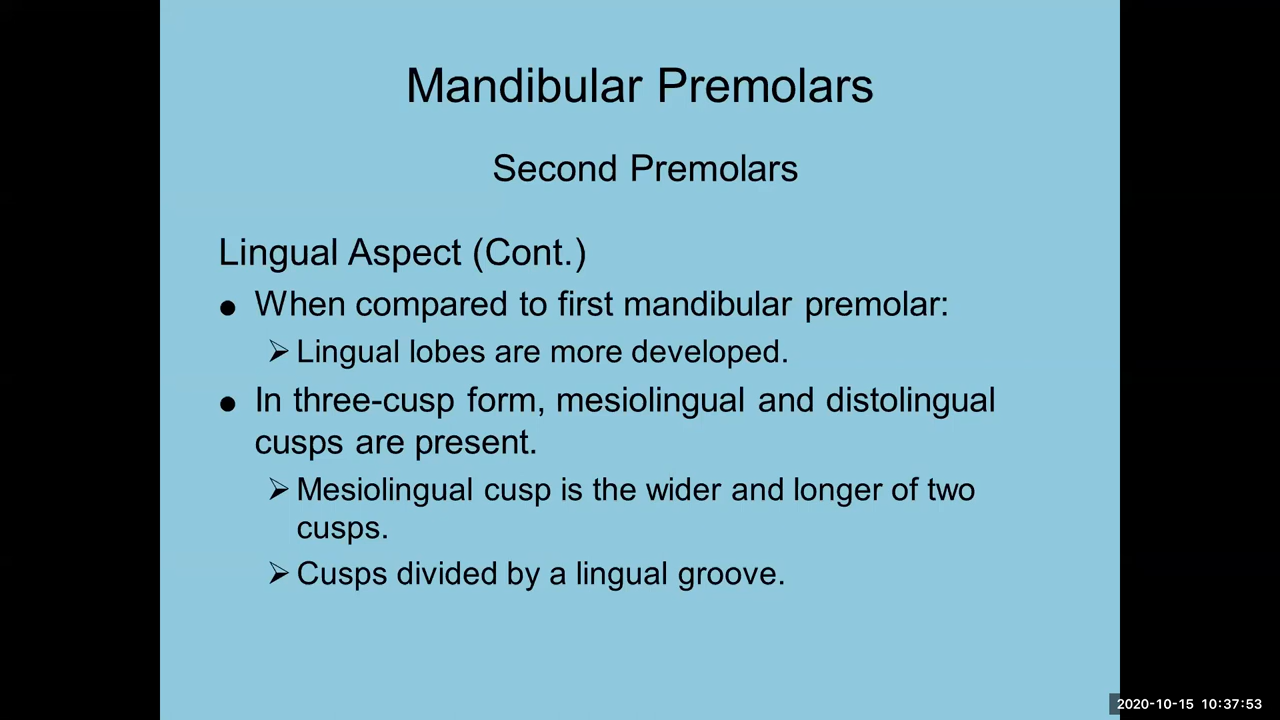 Mandibular Premolars
Second Premolars
Lingual Aspect (Cont.)
● When compared to first mandibular premolar:
➢ Lingual lobes are more developed.
● In three-cusp form, mesiolingual and distolingual
cusps are present.
➢ Mesiolingual cusp is the wider and longer of two
cusps.
➢ Cusps divided by a lingual groove.
2020-10-15 10:37:53